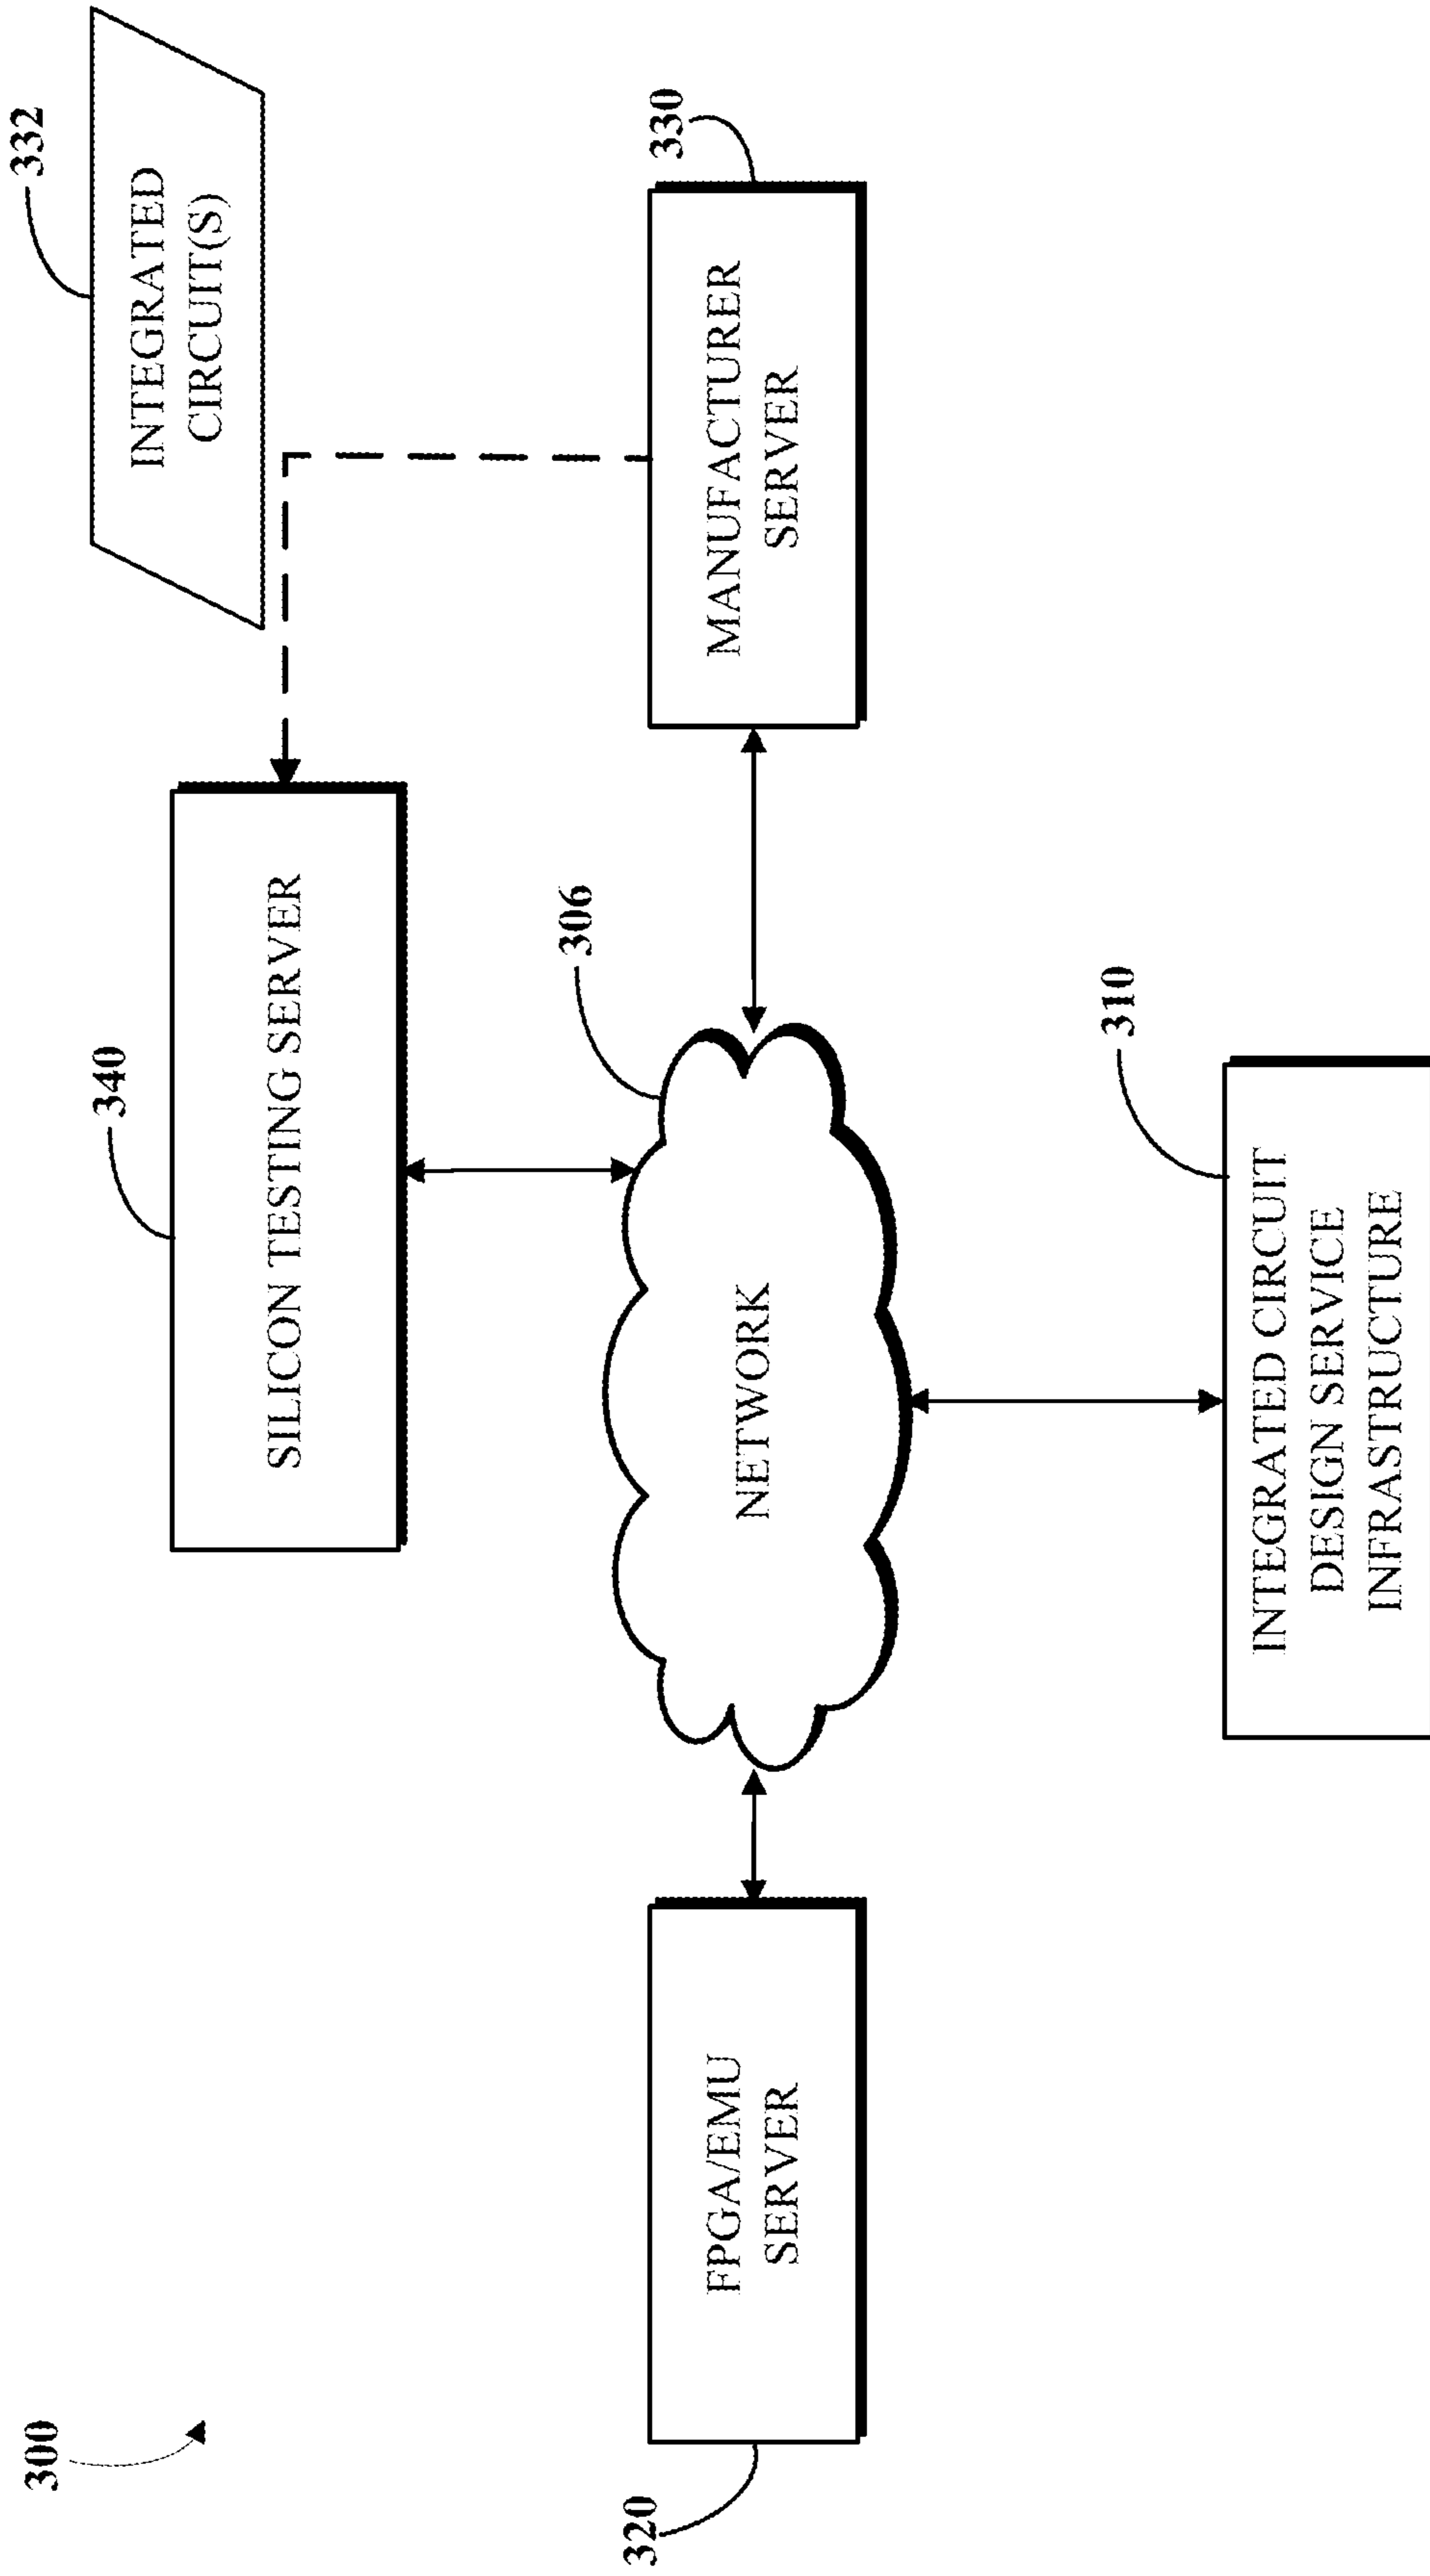 300
332
INTEGRATED
CIRCUIT(S)
340
SILICON TESTING SERVER
306
320
FPGA/EMU
SERVER
NETWORK
330
MANUFACTURER
SERVER
310
INTEGRATED CIRCUIT
DESIGN SERVICE
INFRASTRUCTURE